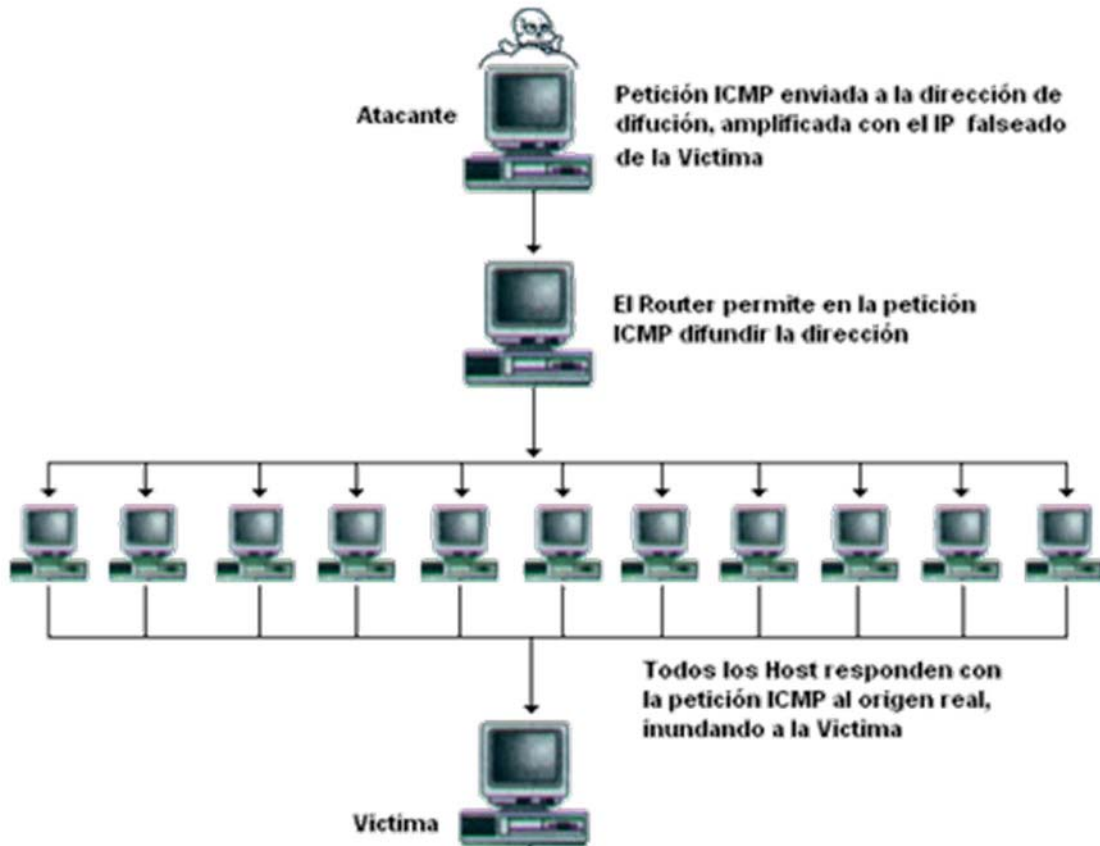 Atacante
Petición ICMP enviada a la dirección de
difución, amplificada con el IP falseado
de la Victima
El Router permite en la petición
ICMP difundir la dirección
Todos los Host responden con
la petición ICMP al origen real,
inundando a la Victima
Victima